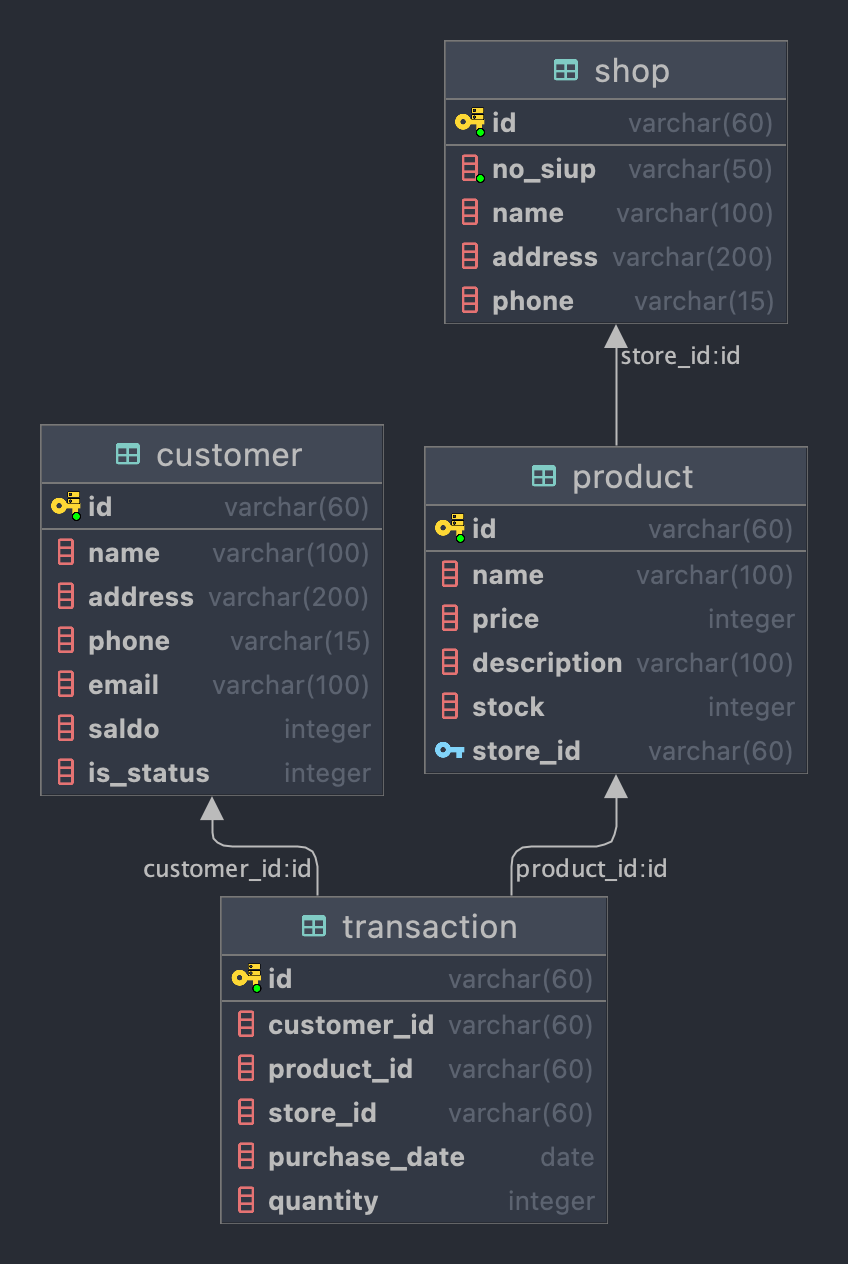 shop
id varchar(60)
no_siup varchar(50)
name varchar(100)
address varchar(200)
phone varchar(15)
store_id:id
customer
id varchar(60)
name varchar(100)
address varchar(200)
phone varchar(15)
email varchar(100)
saldo integer
is_status integer
product
id varchar(60)
name varchar(100)
price integer
description varchar(100)
stock integer
store_id varchar(60)
customer_id:id
product_id:id
transaction
id varchar(60)
customer_id varchar(60)
product_id varchar(60)
store_id varchar(60)
purchase_date date
quantity integer